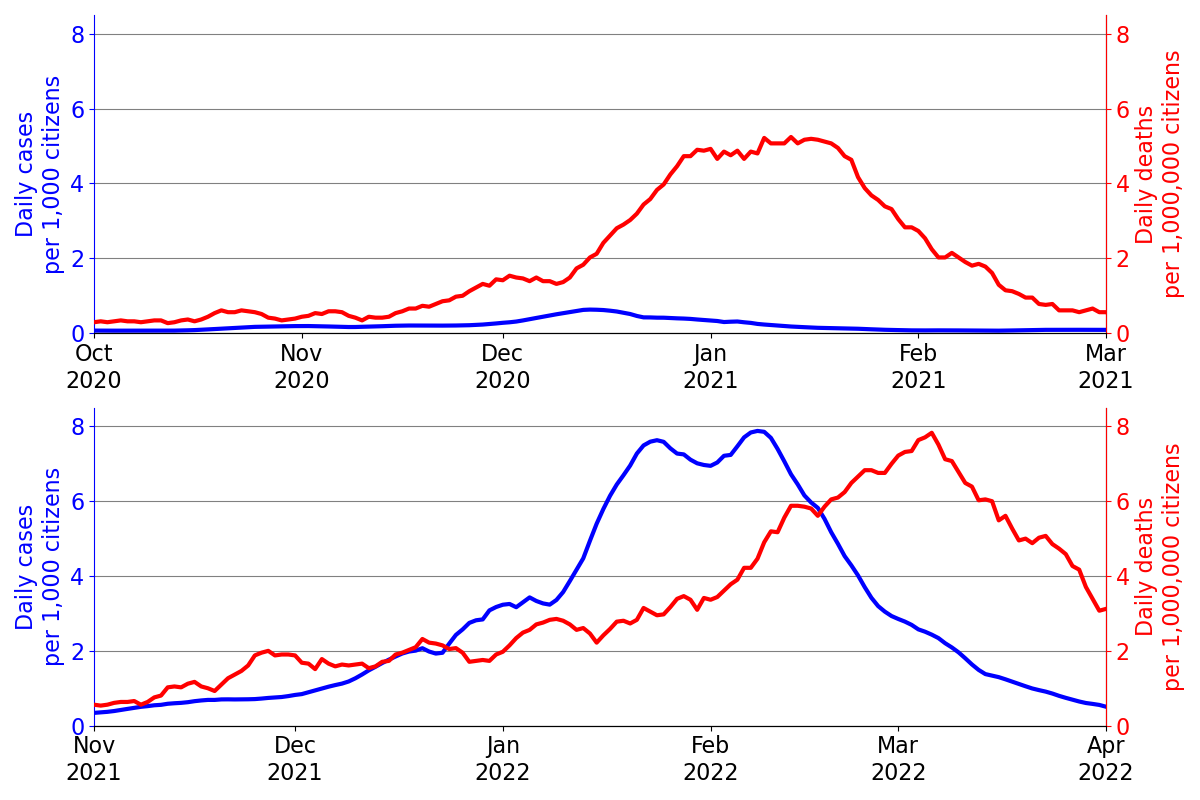 Daily cases
per 1,000 citizens
8
6
4
2
0
8
6
4
2
0
Daily deaths
per 1,000,000 citizens
Oct
2020
Nov
2020
Dec
2020
Jan
2021
Feb
2021
Mar
2021
Daily cases
per 1,000 citizens
8
6
4
2
0
8
6
4
2
0
Daily deaths
per 1,000,000 citizens
Nov
2021
Dec
2021
Jan
2022
Feb
2022
Mar
2022
Apr
2022